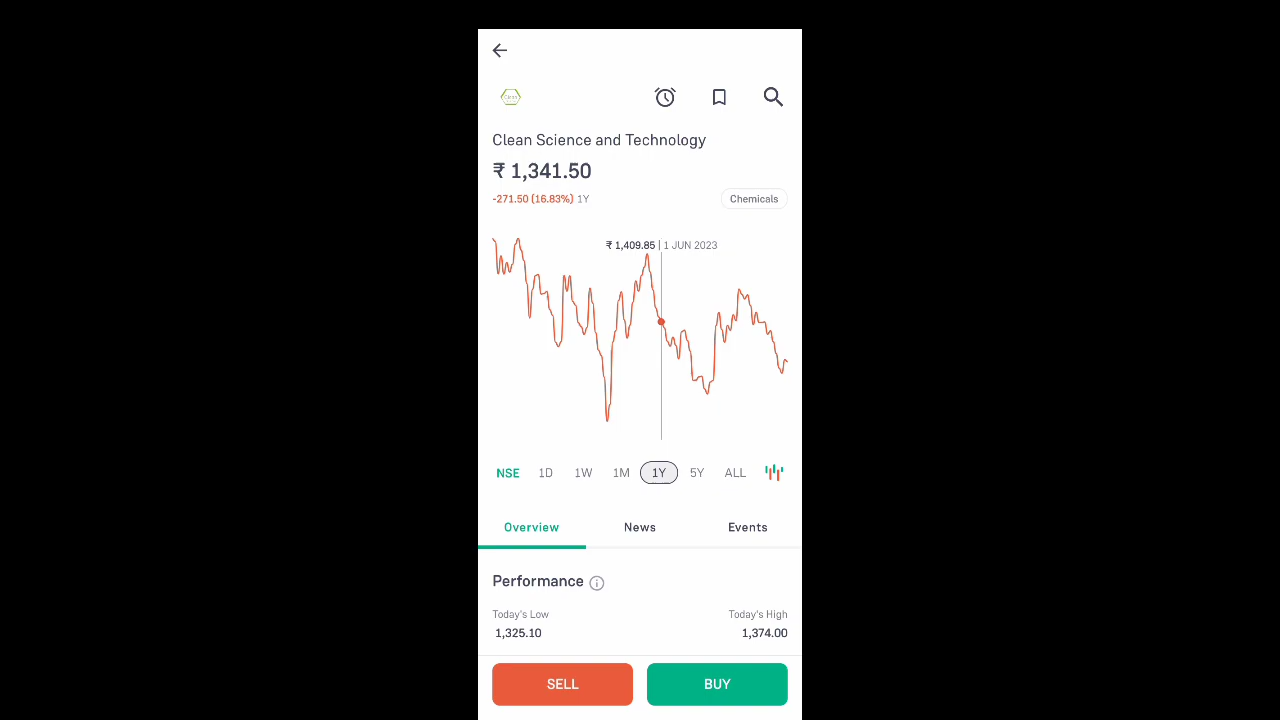 Clean
Clean Science and Technology
₹ 1,341.50
-271.50 (16.83%) 1Y
Chemicals
₹ 1,409.85 | 1 JUN 2023
NSE 1D 1W 1M 1Y 5Y ALL
Overview News Events
Performance
Today's Low Today's High
1,325.10 1,374.00
SELL BUY